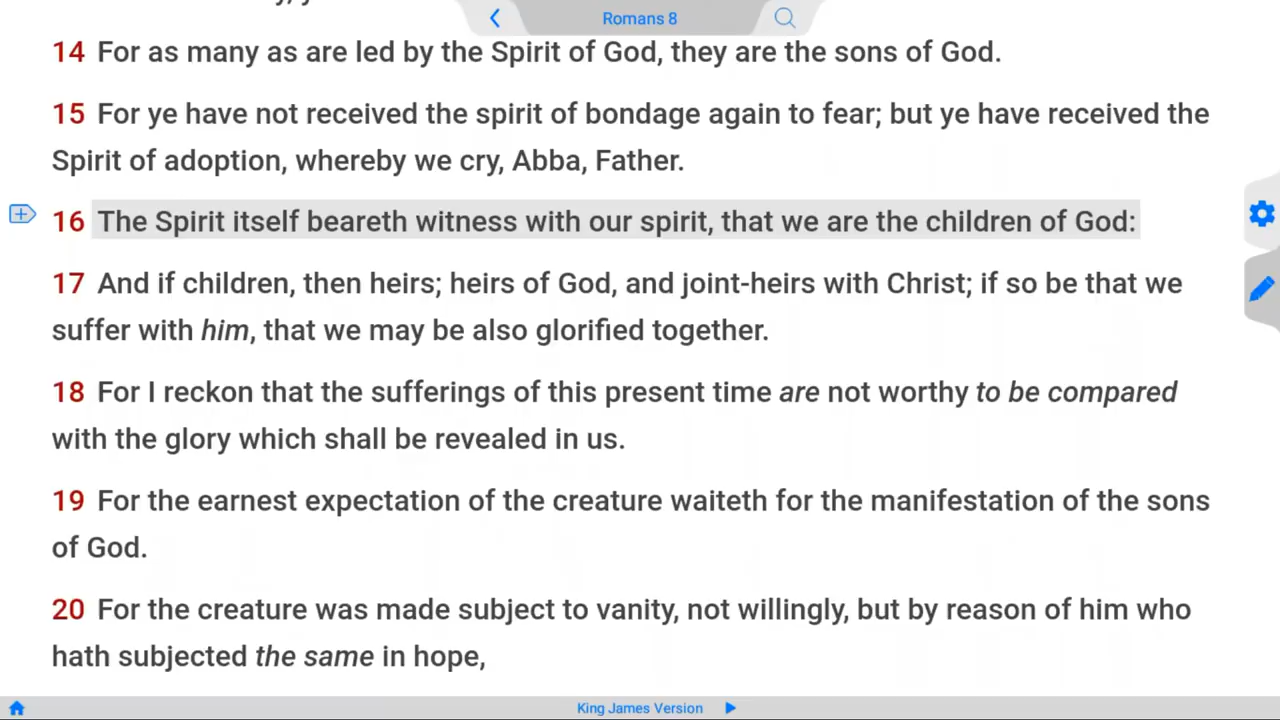 Romans 8
14 For as many as are led by the Spirit of God, they are the sons of God.
15 For ye have not received the spirit of bondage again to fear; but ye have received the
Spirit of adoption, whereby we cry, Abba, Father.
16 The Spirit itself beareth witness with our spirit, that we are the children of God:
17 And if children, then heirs; heirs of God, and joint-heirs with Christ; if so be that we
suffer with him, that we may be also glorified together.
18 For I reckon that the sufferings of this present time are not worthy to be compared
with the glory which shall be revealed in us.
19 For the earnest expectation of the creature waiteth for the manifestation of the sons
of God.
20 For the creature was made subject to vanity, not willingly, but by reason of him who
hath subjected the same in hope,
King James Version